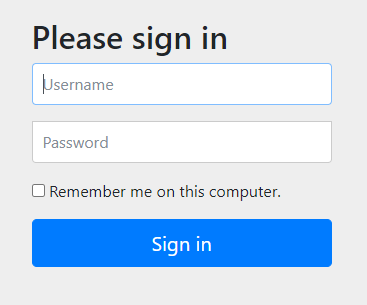 Please sign in
Username
Password
Remember me on this computer.
Sign in